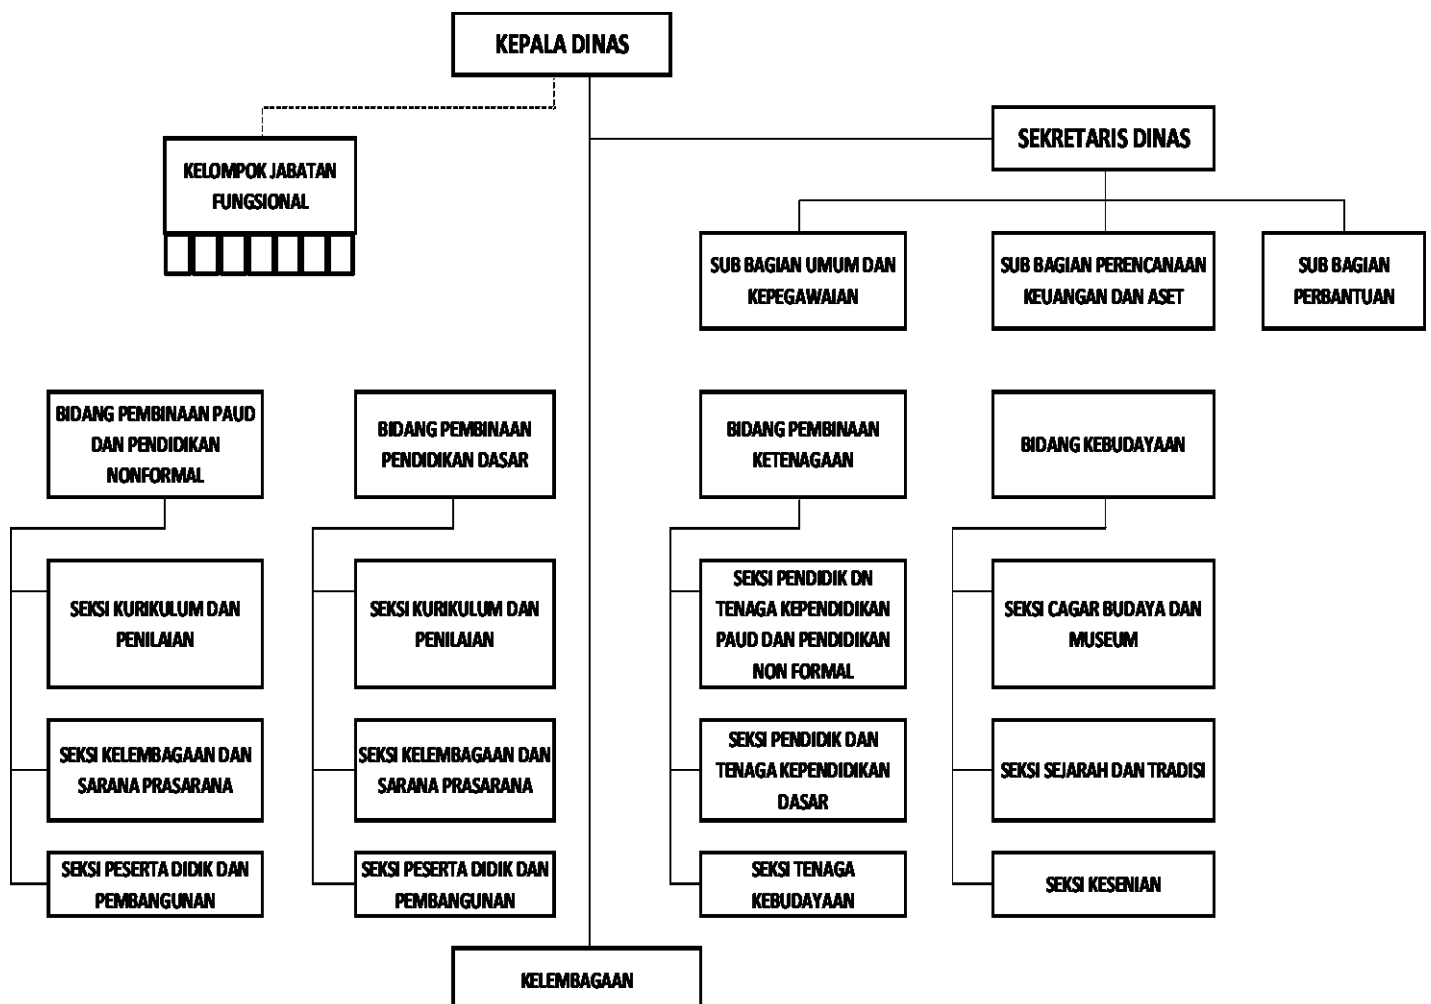 KEPALA DINAS
SEKRETARIS DINAS
KELOMPOK JABATAN
FUNGSIONAL
SUB BAGIAN UMUM DAN
KEPEGAWAIAN
SUB BAGIAN PERENCANAAN
KEUANGAN DAN ASET
SUB BAGIAN
PERBANTUAN
BIDANG PEMBINAAN PAUD
DAN PENDIDIKAN
NONFORMAL
BIDANG PEMBINAAN
PENDIDIKAN DASAR
BIDANG PEMBINAAN
KETENAGAAN
BIDANG KEBUDAYAAN
SEKSI KURIKULUM DAN
PENILAIAN
SEKSI KURIKULUM DAN
PENILAIAN
SEKSI PENDIDIK DN
TENAGA KEPENDIDIKAN
PAUD DAN PENDIDIKAN
NON FORMAL
SEKSI CAGAR BUDAYA DAN
MUSEUM
SEKSI KELEMBAGAAN DAN
SARANA PRASARANA
SEKSI KELEMBAGAAN DAN
SARANA PRASARANA
SEKSI PENDIDIK DAN
TENAGA KEPENDIDIKAN
DASAR
SEKSI SEJARAH DAN TRADISI
SEKSI PESERTA DIDIK DAN
PEMBANGUNAN
SEKSI PESERTA DIDIK DAN
PEMBANGUNAN
SEKSI TENAGA
KEBUDAYAAN
SEKSI KESENIAN
KELEMBAGAAN